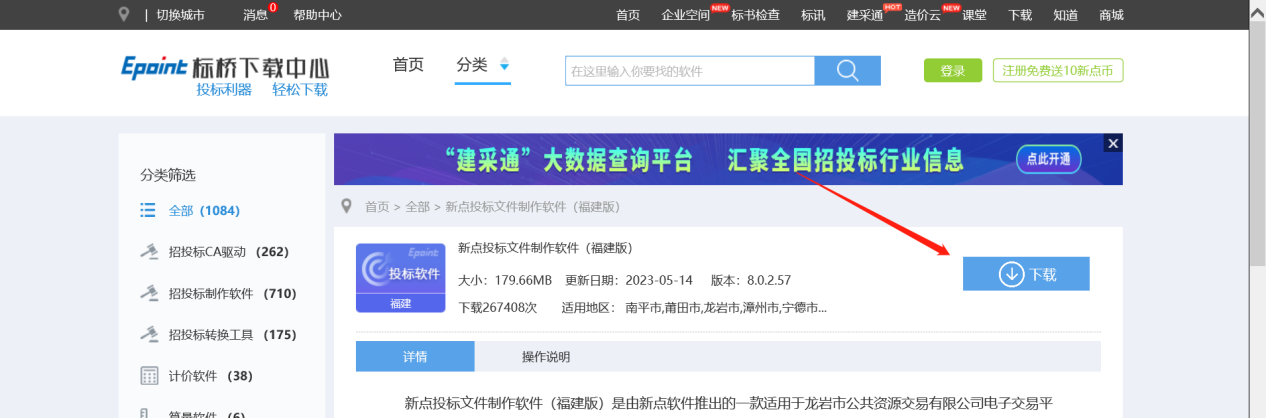 | 切换城市 消息 0 帮助中心 首页 企业空间 NEW 标书检查 标讯 建采通 HOT 造价云 NEW 课堂 下载 知道 商城
Epoint 标桥下载中心 首页 分类 在这里输入你要找的软件 登录 注册免费送10新点币
投标利器 轻松下载
“建采通”大数据查询平台 汇聚全国招投标行业信息 点此开通 X
分类筛选
全部 (1084)
招投标CA驱动 (262)
招投标制作软件 (710)
招投标转换工具 (175)
计价软件 (38)
算量软件 (6)
首页 > 全部 > 新点投标文件制作软件（福建版）
Epoint
投标软件
福建
新点投标文件制作软件（福建版）
大小：179.66MB 更新日期：2023-05-14 版本：8.0.2.57
下载267408次 适用地区： 南平市,莆田市,龙岩市,漳州市,宁德市...
下载
详情 操作说明
新点投标文件制作软件（福建版）是由新点软件推出的一款适用于龙岩市公共资源交易有限公司电子交易平